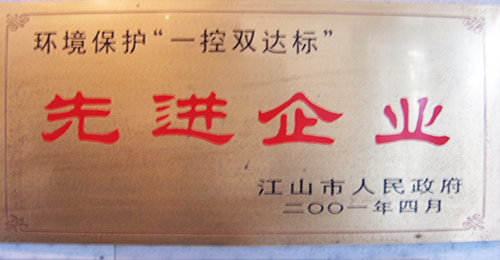 环境保护“一控双达标”
先进企业
江山市人民政府
二〇〇一年四月